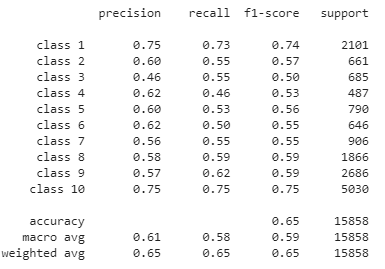 precision recall f1-score support
class 1 0.75 0.73 0.74 2101
class 2 0.60 0.55 0.57 661
class 3 0.46 0.55 0.50 685
class 4 0.62 0.46 0.53 487
class 5 0.60 0.53 0.56 790
class 6 0.62 0.50 0.55 646
class 7 0.56 0.55 0.55 906
class 8 0.58 0.59 0.59 1866
class 9 0.57 0.62 0.59 2686
class 10 0.75 0.75 0.75 5030
accuracy 0.65 15858
macro avg 0.61 0.58 0.59 15858
weighted avg 0.65 0.65 0.65 15858